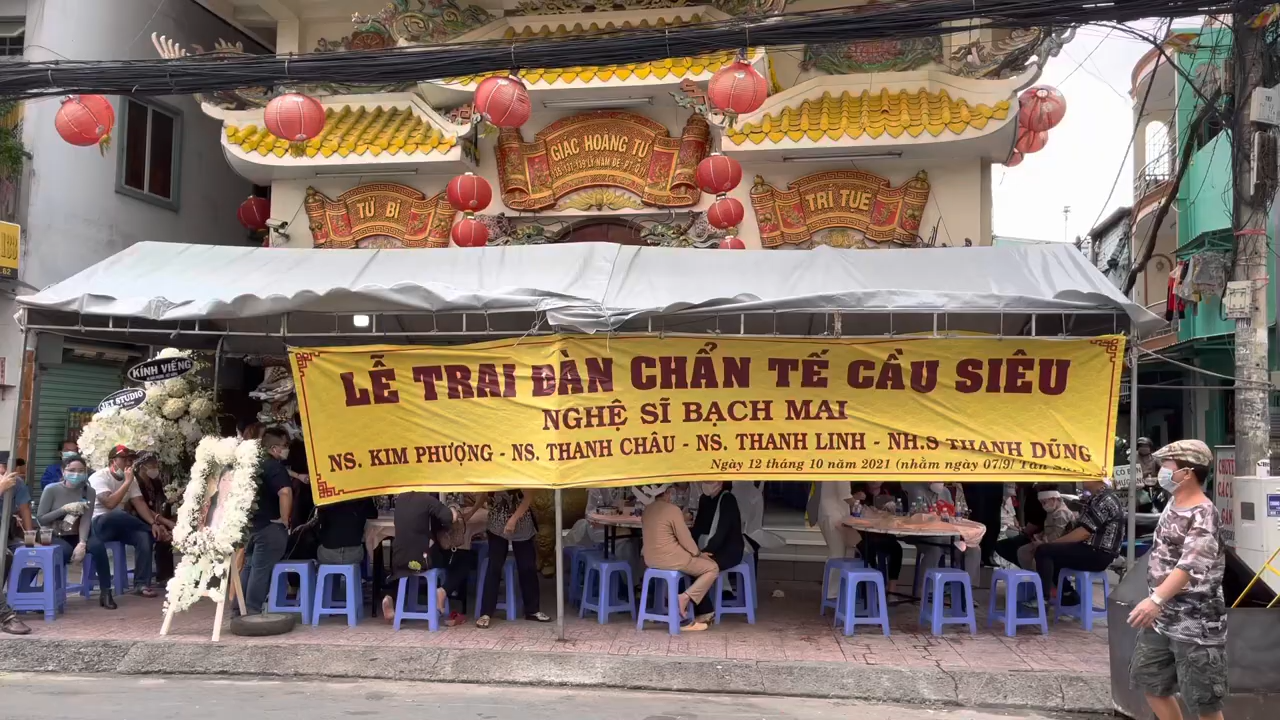 GIÁC HOÀNG TỰ
TỪ BI
TRÍ TUỆ
KÍNH VIẾNG
JET STUDIO
LỄ TRAI ĐÀN CHẨN TẾ CẦU SIÊU
NGHỆ SĨ BẠCH MAI
NS. KIM PHƯỢNG - NS. THANH CHÂU - NS. THANH LINH - NH.S THANH DŨNG
Ngày 12 tháng 10 năm 2021 (nhằm ngày 07/9/